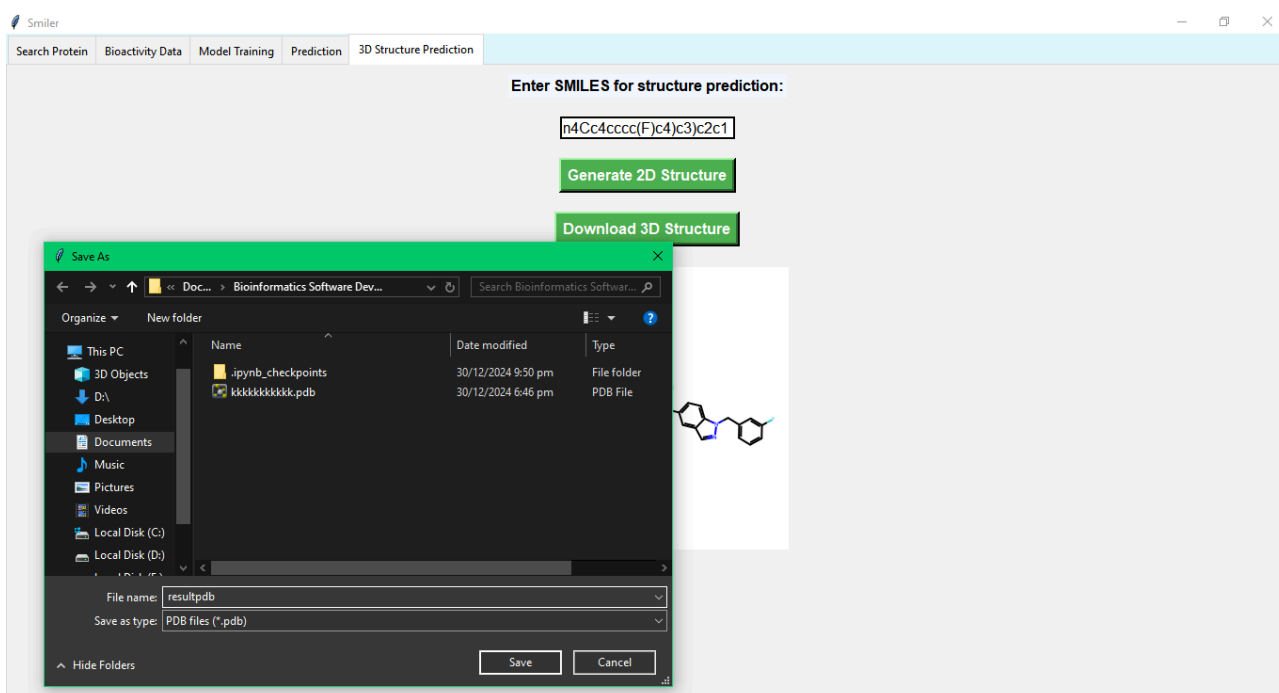 Smiler
Search Protein Bioactivity Data Model Training Prediction 3D Structure Prediction
Enter SMILES for structure prediction:
n4Cc4cccc(F)c4)c3)c2c1
Generate 2D Structure
Download 3D Structure
Save As
« Doc... › Bioinformatics Software Dev... Search Bioinformatics Softwar...
Organize New folder ?
This PC
3D Objects
D:\
Desktop
Documents
Music
Pictures
Videos
Local Disk (C:)
Local Disk (D:)
Name Date modified Type
.ipynb_checkpoints 30/12/2024 9:50 pm File folder
kkkkkkkkkkk.pdb 30/12/2024 6:46 pm PDB File
File name: resultpdb
Save as type: PDB files (*.pdb)
Hide Folders Save Cancel